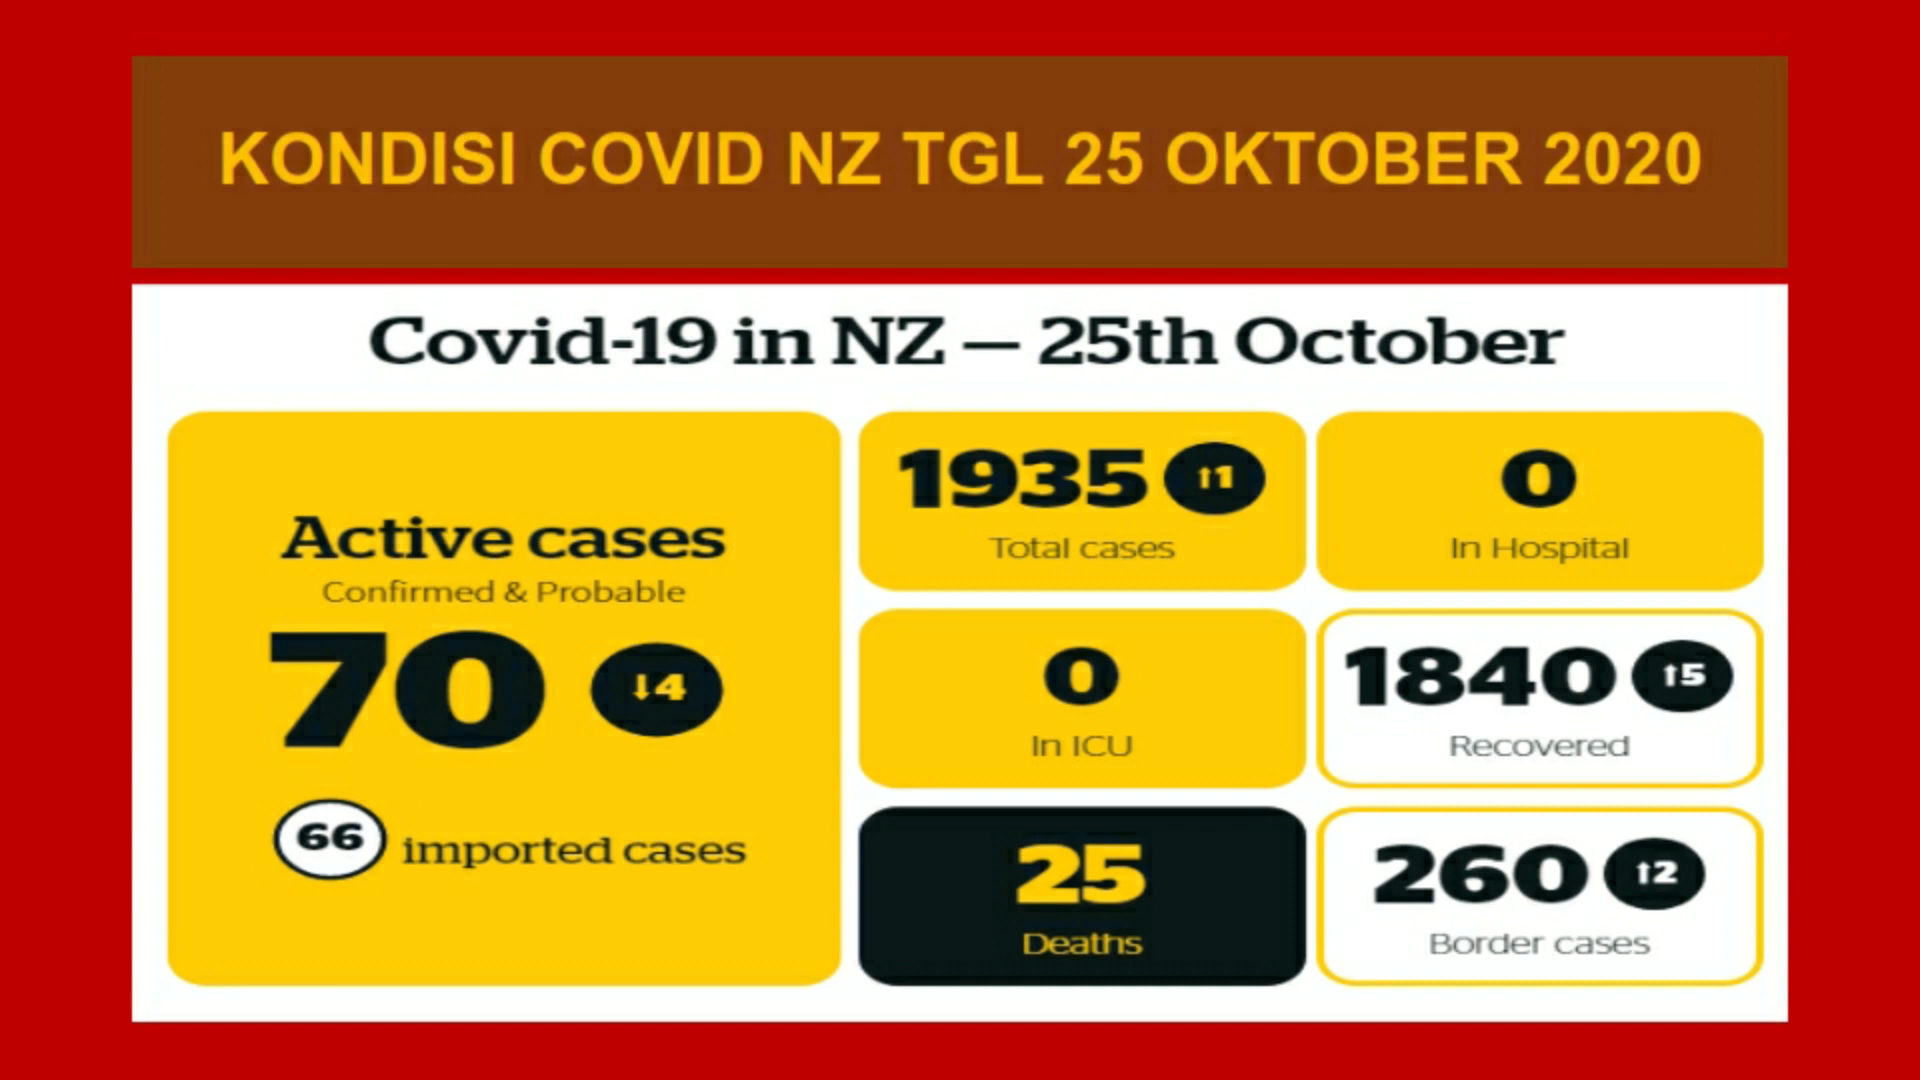 KONDISI COVID NZ TGL 25 OKTOBER 2020
Covid-19 in NZ – 25th October
Active cases
Confirmed & Probable
70 ↓4
66 imported cases
1935 ↑1
Total cases
0
In Hospital
0
In ICU
1840 ↑5
Recovered
25
Deaths
260 ↑2
Border cases